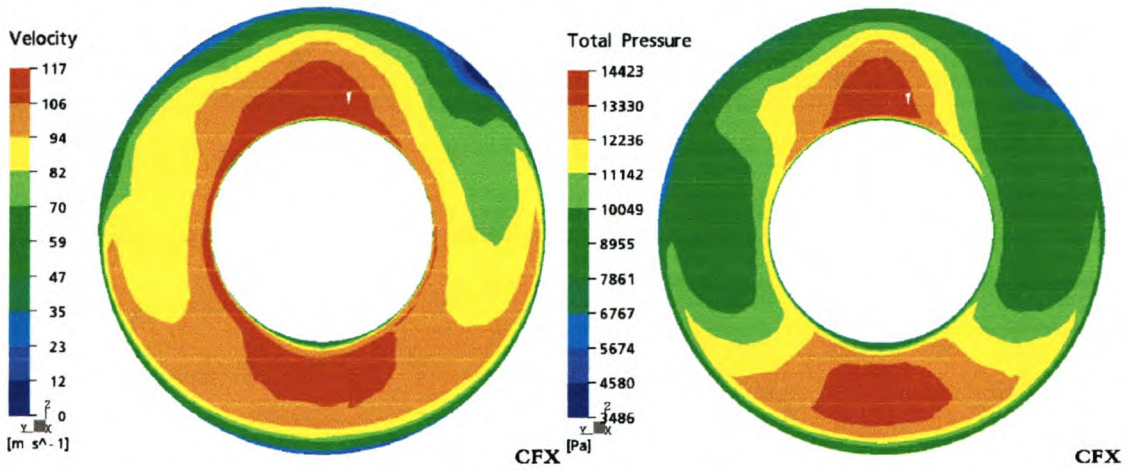 Velocity
117
106
94
82
70
59
47
35
23
12
0
Z
Y X
[m s^-1]
CFX
Total Pressure
14423
13330
12236
11142
10049
8955
7861
6767
5674
4580
3486
Z
Y X
[Pa]
CFX